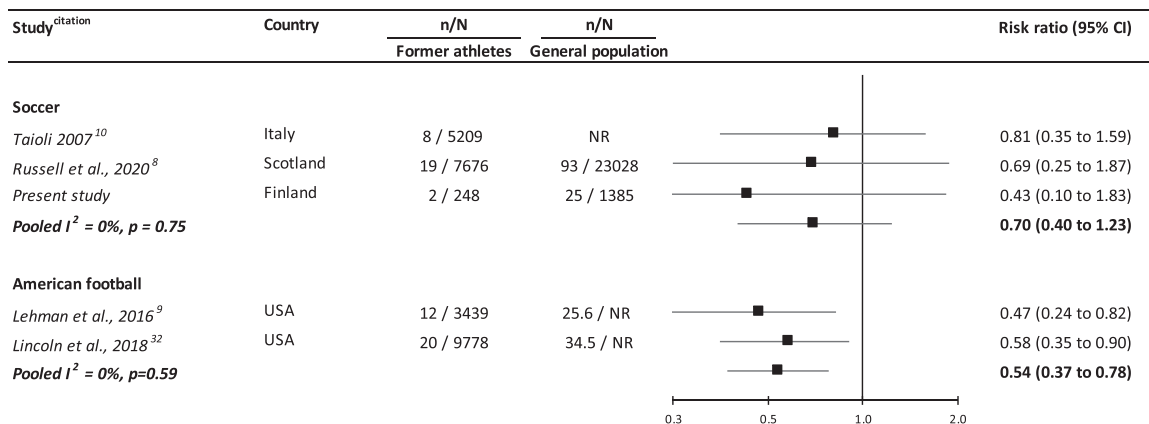 Study^citation Country n/N n/N Risk ratio (95% CI)
Former athletes General population
Soccer
Taioli 2007^10 Italy 8 / 5209 NR 0.81 (0.35 to 1.59)
Russell et al., 2020^8 Scotland 19 / 7676 93 / 23028 0.69 (0.25 to 1.87)
Present study Finland 2 / 248 25 / 1385 0.43 (0.10 to 1.83)
Pooled I^2 = 0%, p = 0.75 0.70 (0.40 to 1.23)
American football
Lehman et al., 2016^9 USA 12 / 3439 25.6 / NR 0.47 (0.24 to 0.82)
Lincoln et al., 2018^32 USA 20 / 9778 34.5 / NR 0.58 (0.35 to 0.90)
Pooled I^2 = 0%, p=0.59 0.54 (0.37 to 0.78)
0.3 0.5 1.0 2.0